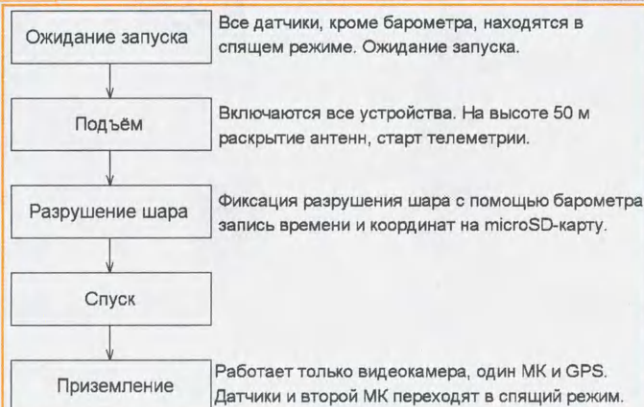 Ожидание запуска
Все датчики, кроме барометра, находятся в
спящем режиме. Ожидание запуска.
Подъём
Включаются все устройства. На высоте 50 м
раскрытие антенн, старт телеметрии.
Разрушение шара
Фиксация разрушения шара с помощью барометра
запись времени и координат на microSD-карту.
Спуск
Приземление
Работает только видеокамера, один МК и GPS.
Датчики и второй МК переходят в спящий режим.